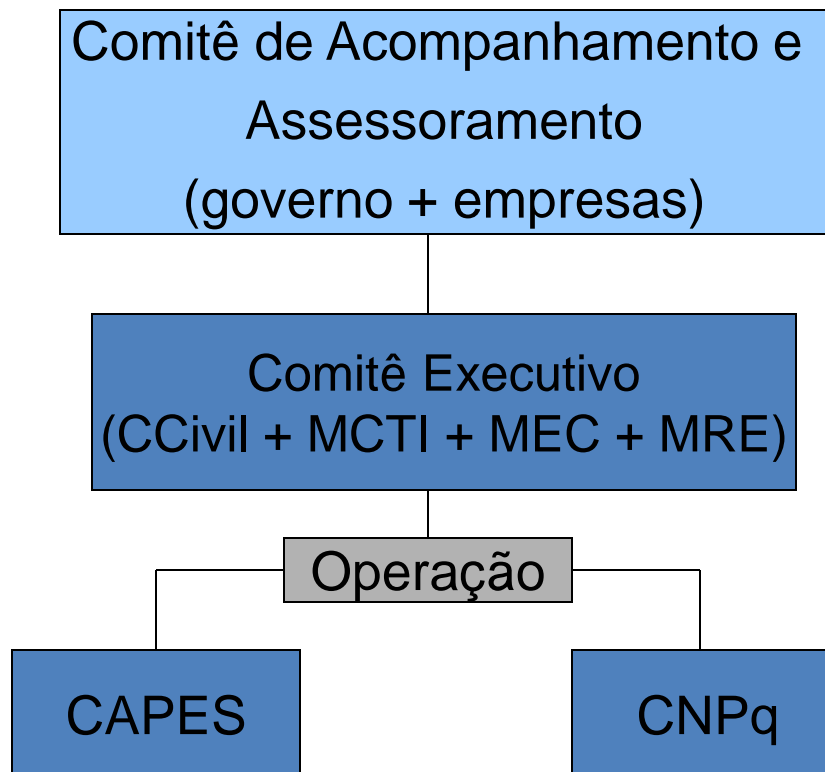 Comitê de Acompanhamento e
Assessoramento
(governo + empresas)
Comitê Executivo
(CCivil + MCTI + MEC + MRE)
Operação
CAPES
CNPq